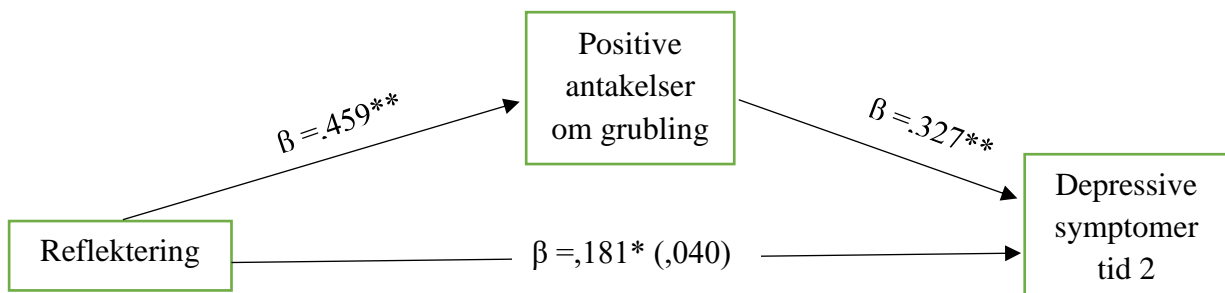 Positive
antakelser
om grubling
β =.459**
β =.327**
Depressive
symptomer
tid 2
Reflektering
β =,181* (,040)